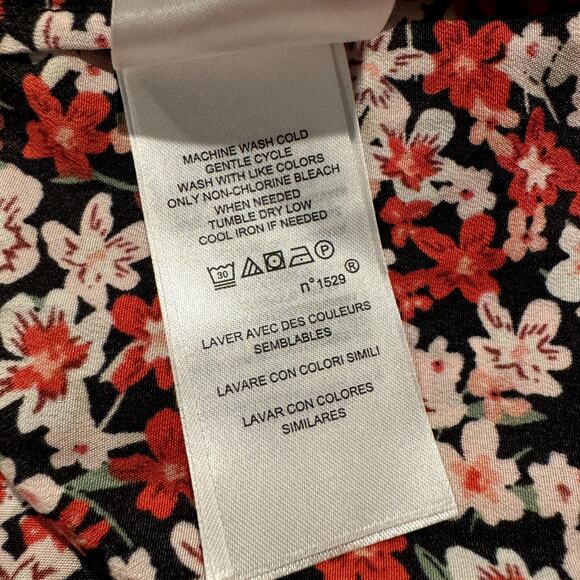 MACHINE WASH COLD
GENTLE CYCLE
WASH WITH LIKE COLORS
ONLY NON-CHLORINE BLEACH
WHEN NEEDED
TUMBLE DRY LOW
COOL IRON IF NEEDED
30 P
n°1529®
LAVER AVEC DES COULEURS
SEMBLABLES
LAVARE CON COLORI SIMILI
LAVAR CON COLORES
SIMILARES